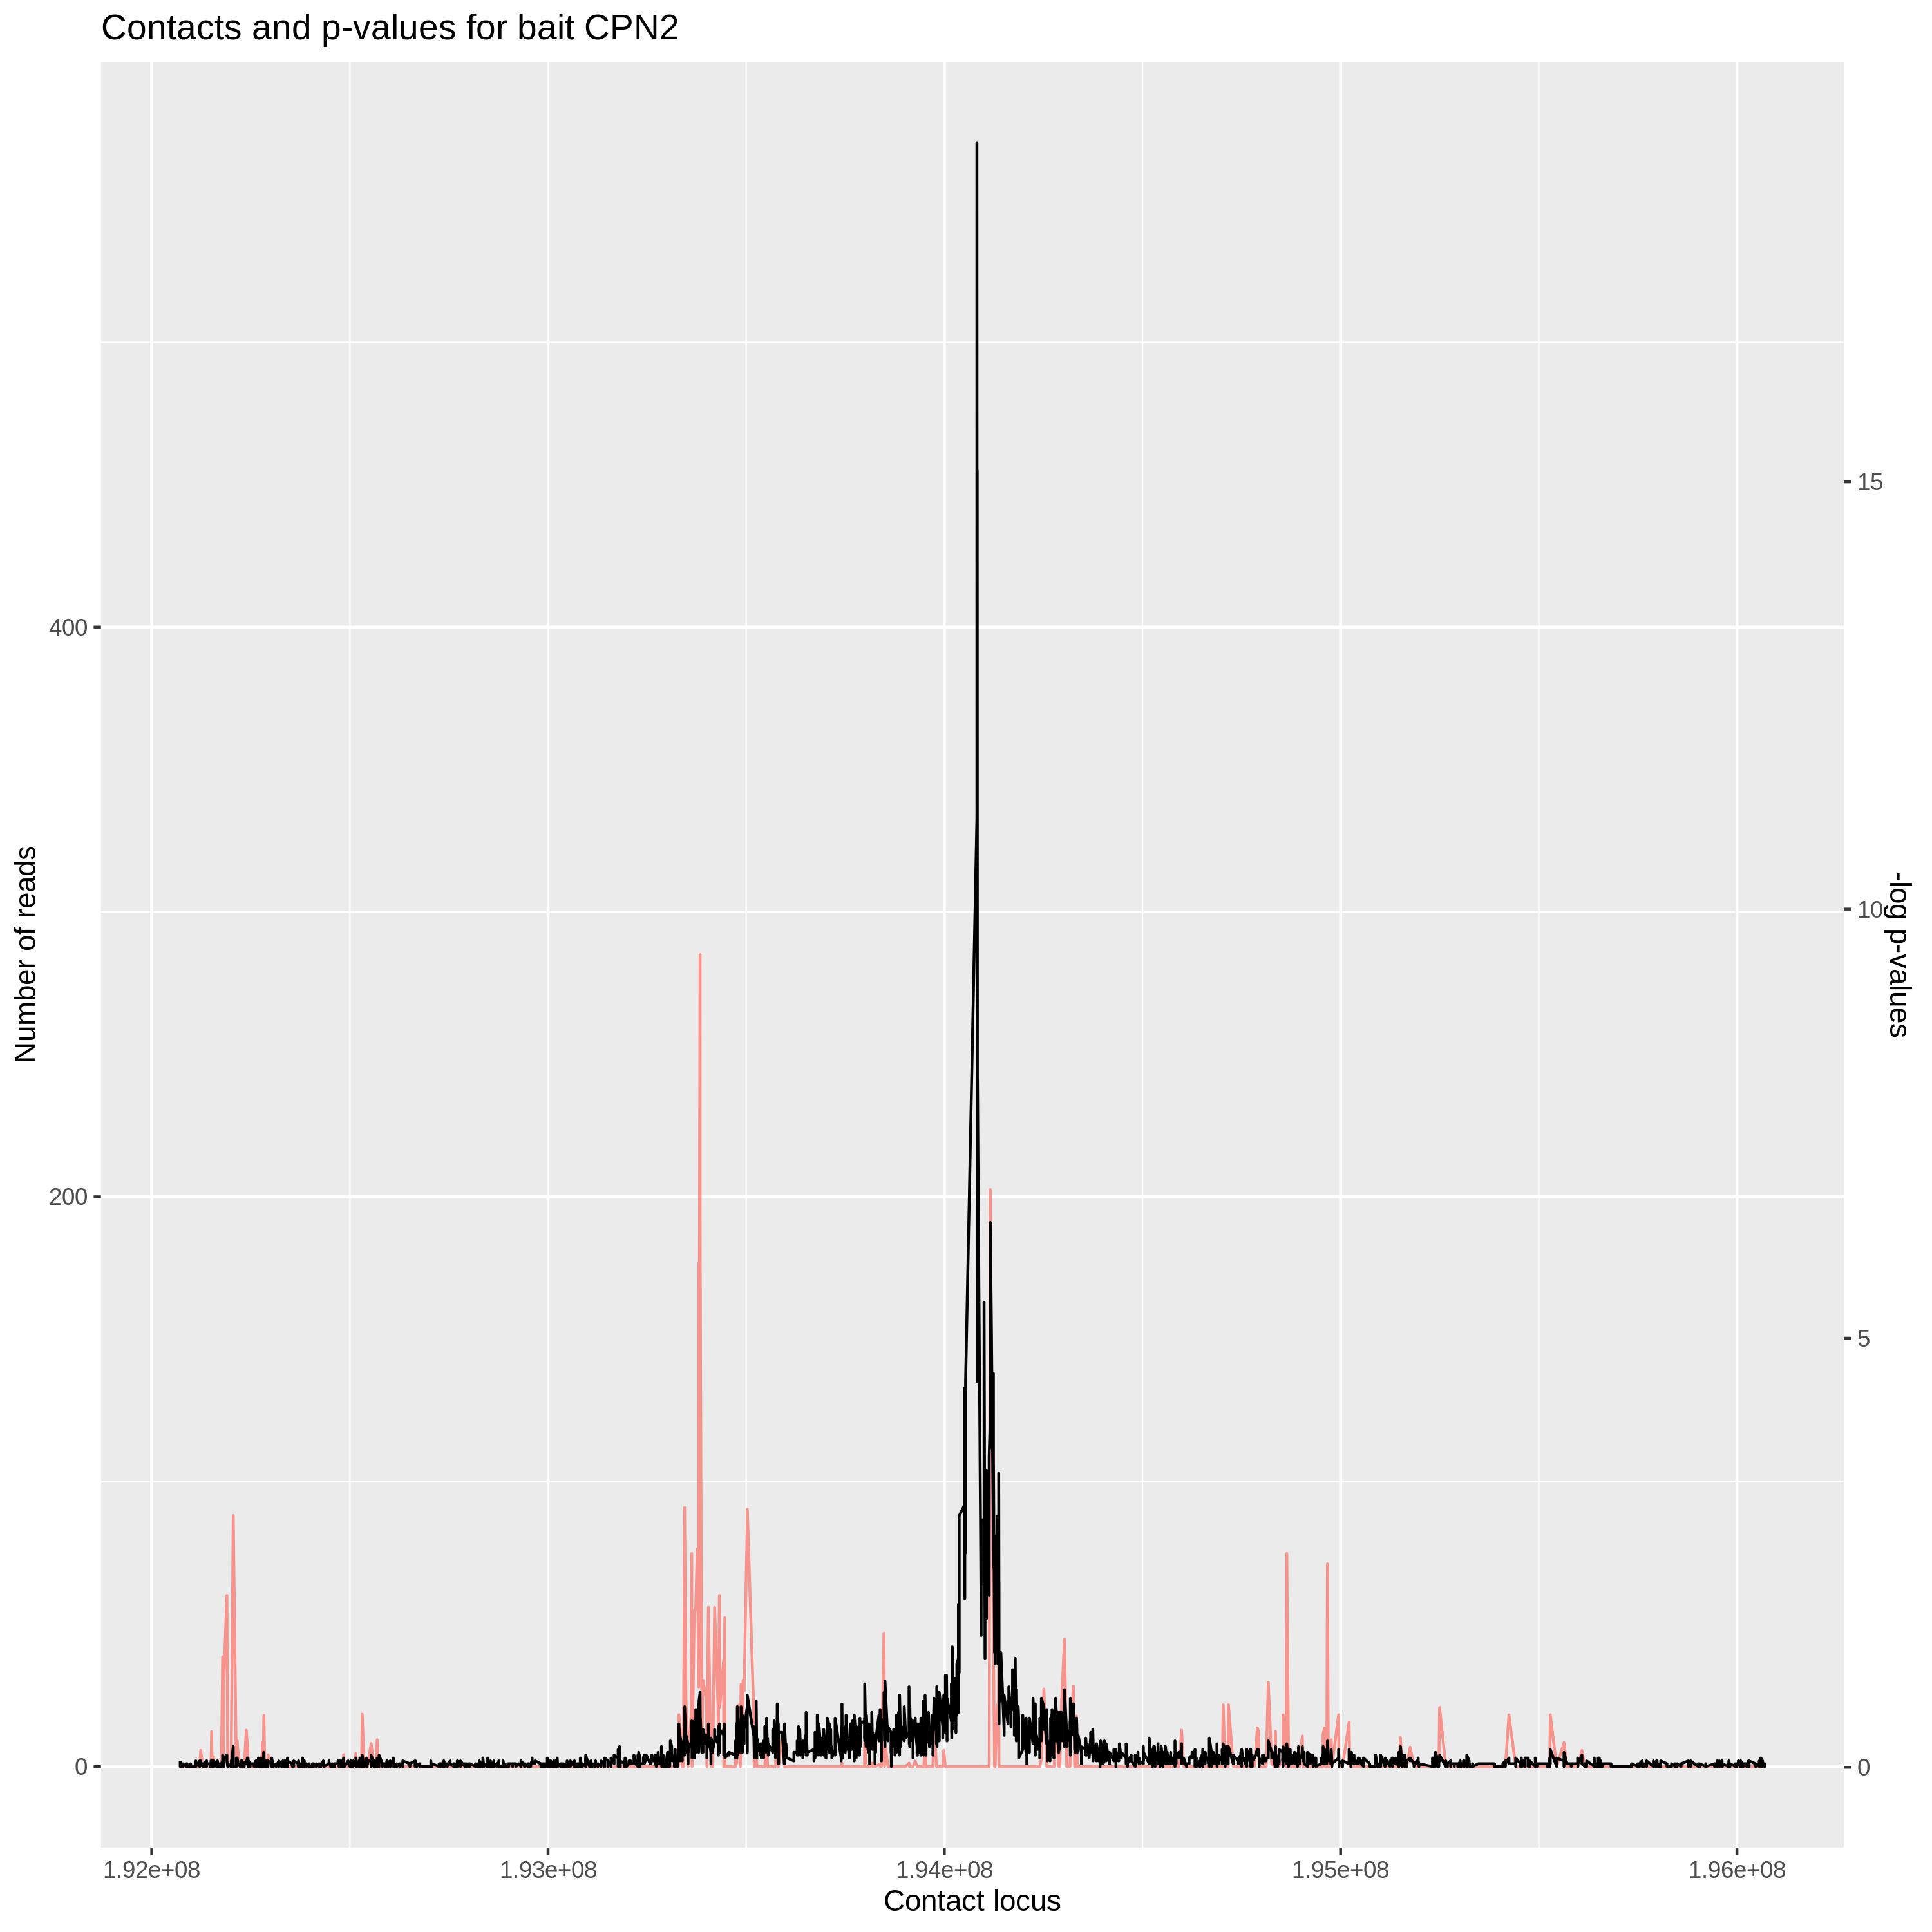 Contacts and p-values for bait CPN2
Number of reads
400
200
0
15
10
5
0
-log p-values
1.92e+08 1.93e+08 1.94e+08 1.95e+08 1.96e+08
Contact locus